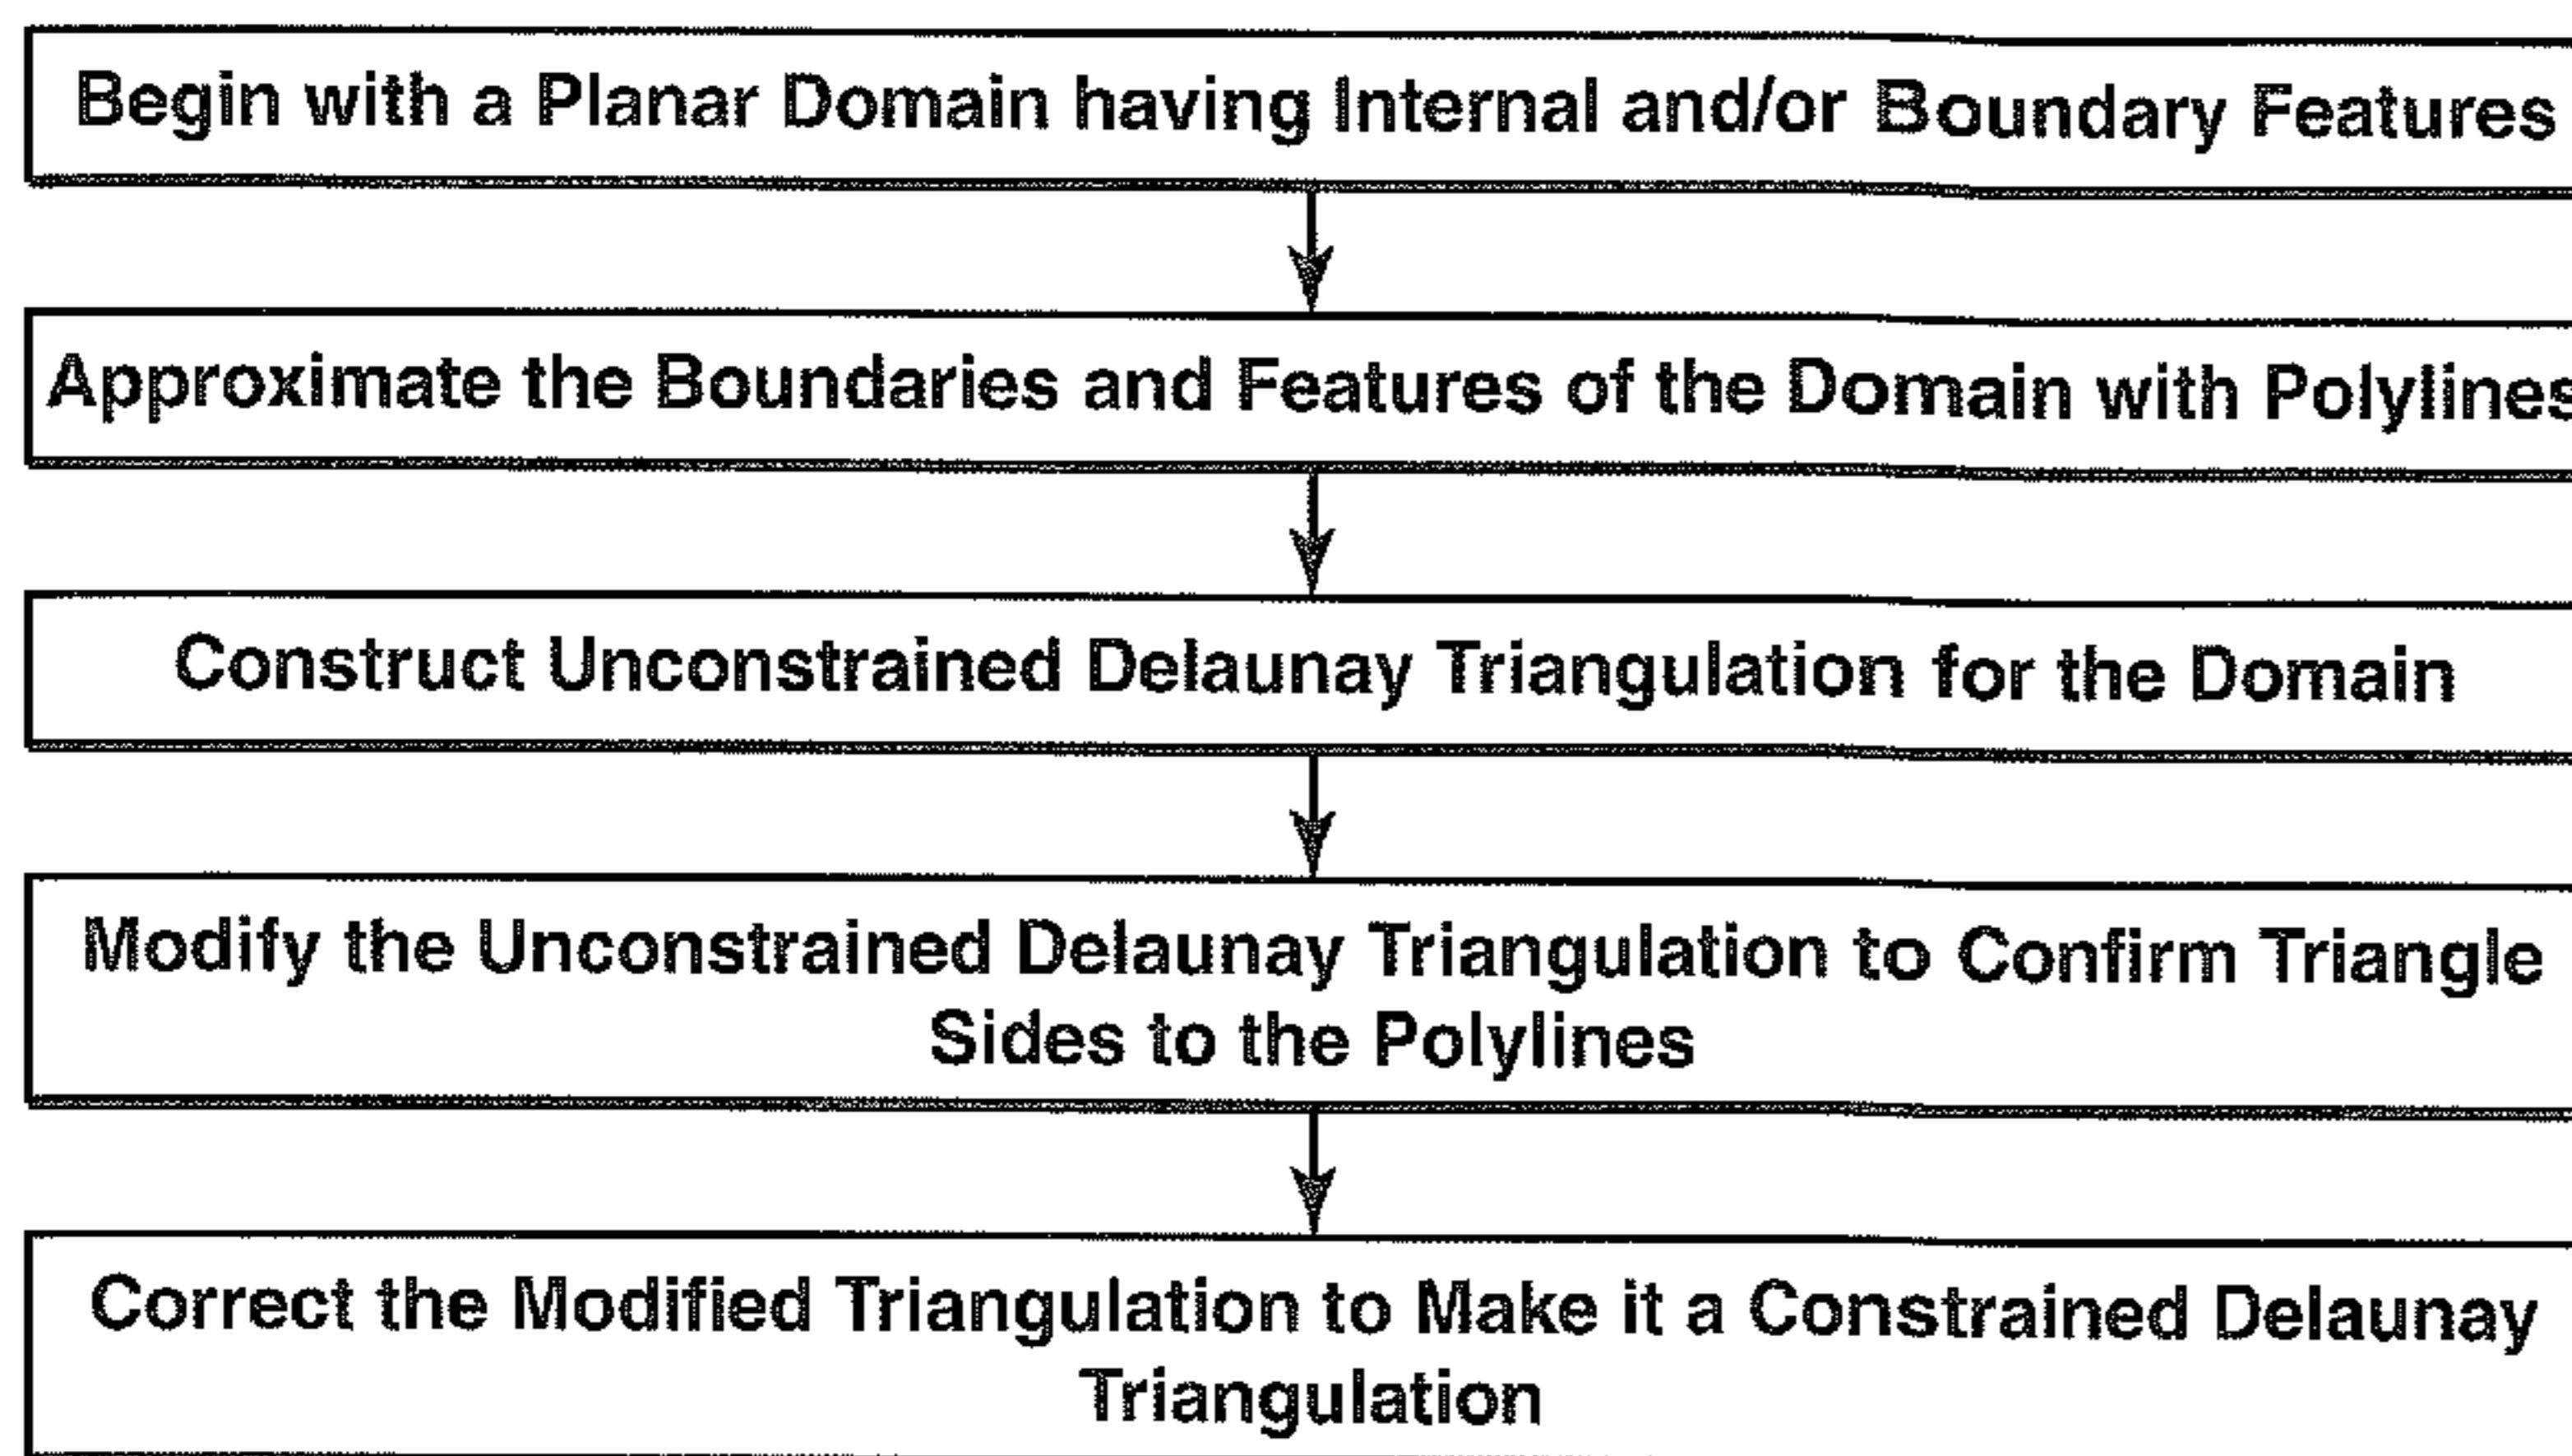 Begin with a Planar Domain having Internal and/or Boundary Features
Approximate the Boundaries and Features of the Domain with Polylines
Construct Unconstrained Delaunay Triangulation for the Domain
Modify the Unconstrained Delaunay Triangulation to Confirm Triangle
Sides to the Polylines
Correct the Modified Triangulation to Make it a Constrained Delaunay
Triangulation